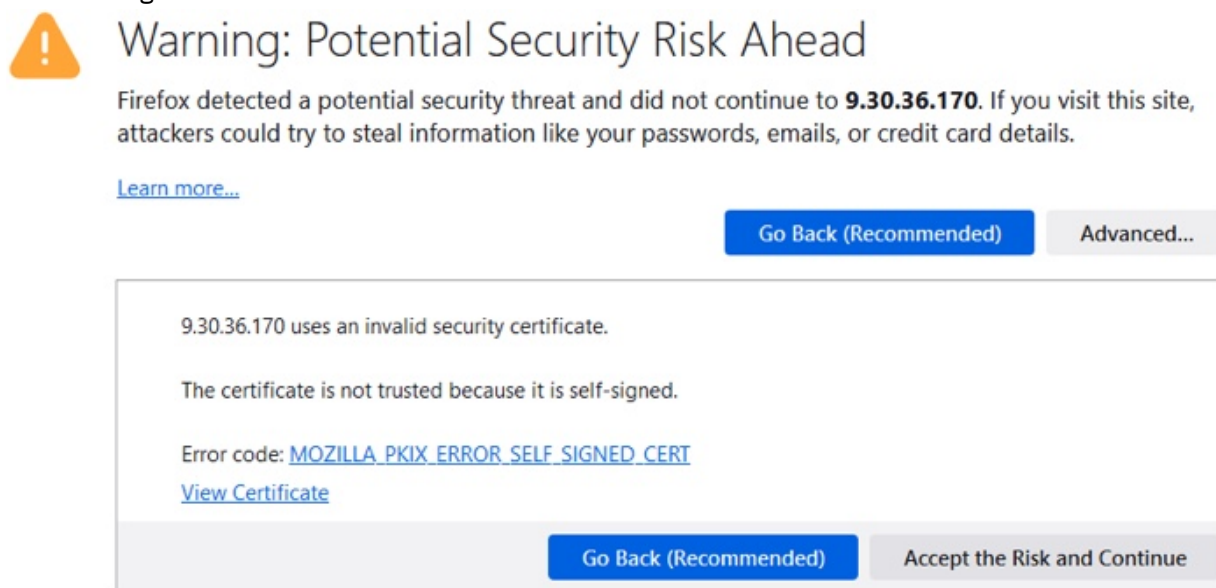 Warning: Potential Security Risk Ahead
Firefox detected a potential security threat and did not continue to 9.30.36.170. If you visit this site,
attackers could try to steal information like your passwords, emails, or credit card details.
Learn more...
Go Back (Recommended) Advanced...
9.30.36.170 uses an invalid security certificate.
The certificate is not trusted because it is self-signed.
Error code: MOZILLA_PKIX_ERROR_SELF_SIGNED_CERT
View Certificate
Go Back (Recommended) Accept the Risk and Continue